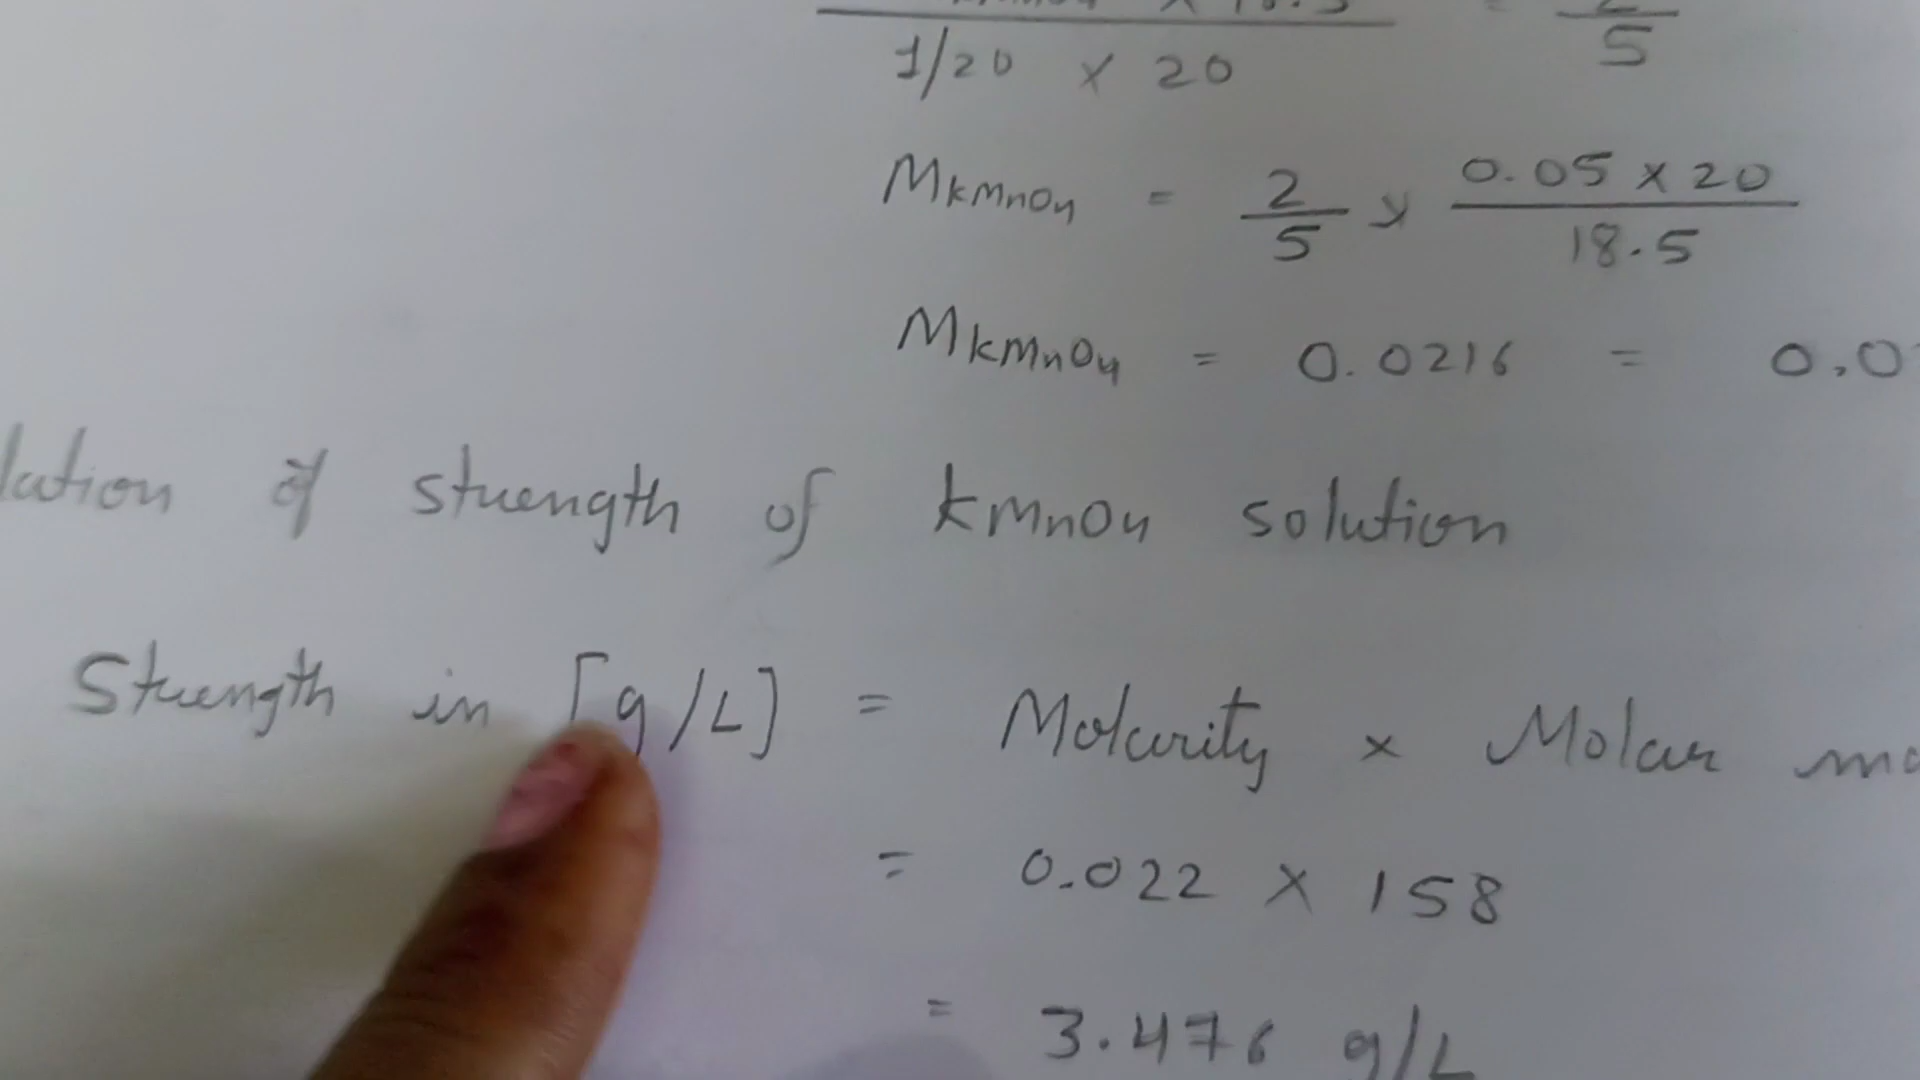 2
1/20 × 20 5
MKMnO4 = 2/5 × 0.05 × 20 / 18.5
MKMnO4 = 0.0216 = 0.0
lation of strength of KMnO4 solution
Strength in [g/L] = Molarity × Molar
= 0.022 × 158
= 3.476 g/L